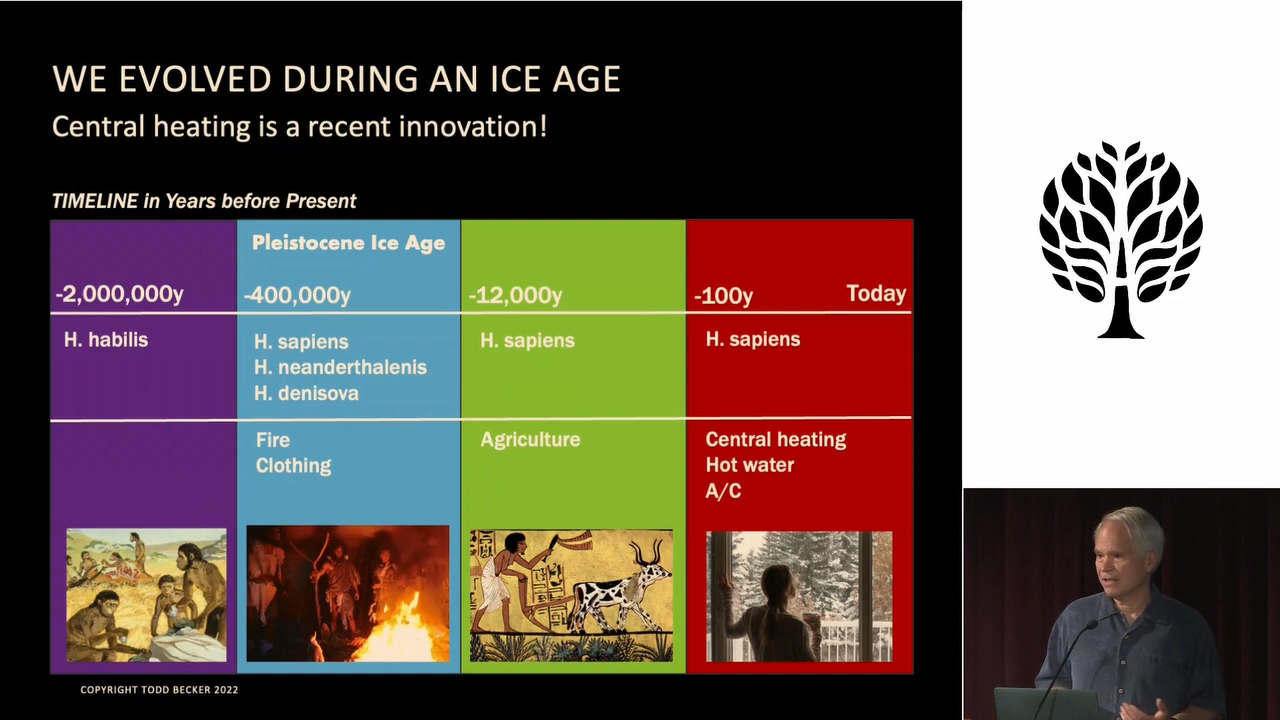 WE EVOLVED DURING AN ICE AGE
Central heating is a recent innovation!
TIMELINE in Years before Present
Pleistocene Ice Age
-2,000,000y
-400,000y
-12,000y
-100y
Today
H. habilis
H. sapiens
H. neanderthalenis
H. denisova
H. sapiens
H. sapiens
Fire
Clothing
Agriculture
Central heating
Hot water
A/C
COPYRIGHT TODD BECKER 2022